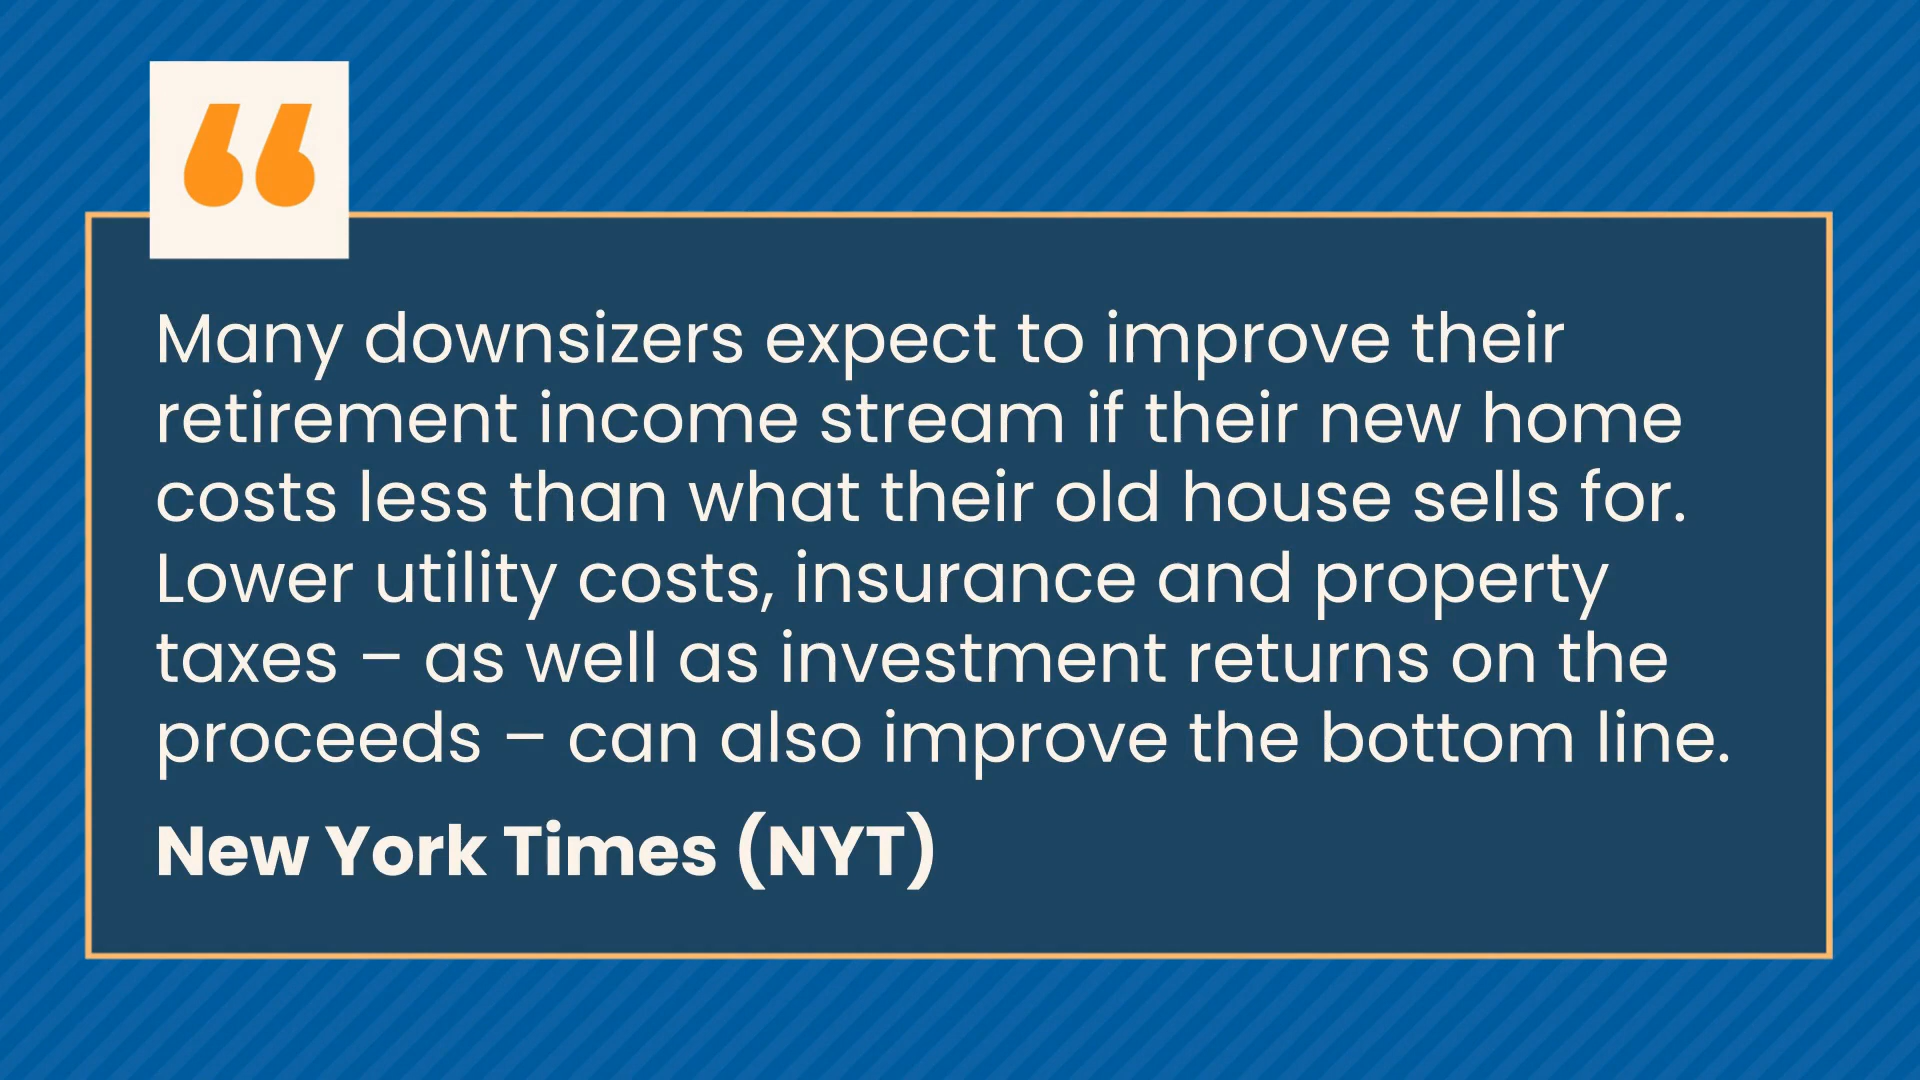 “
Many downsizers expect to improve their
retirement income stream if their new home
costs less than what their old house sells for.
Lower utility costs, insurance and property
taxes – as well as investment returns on the
proceeds – can also improve the bottom line.
New York Times (NYT)